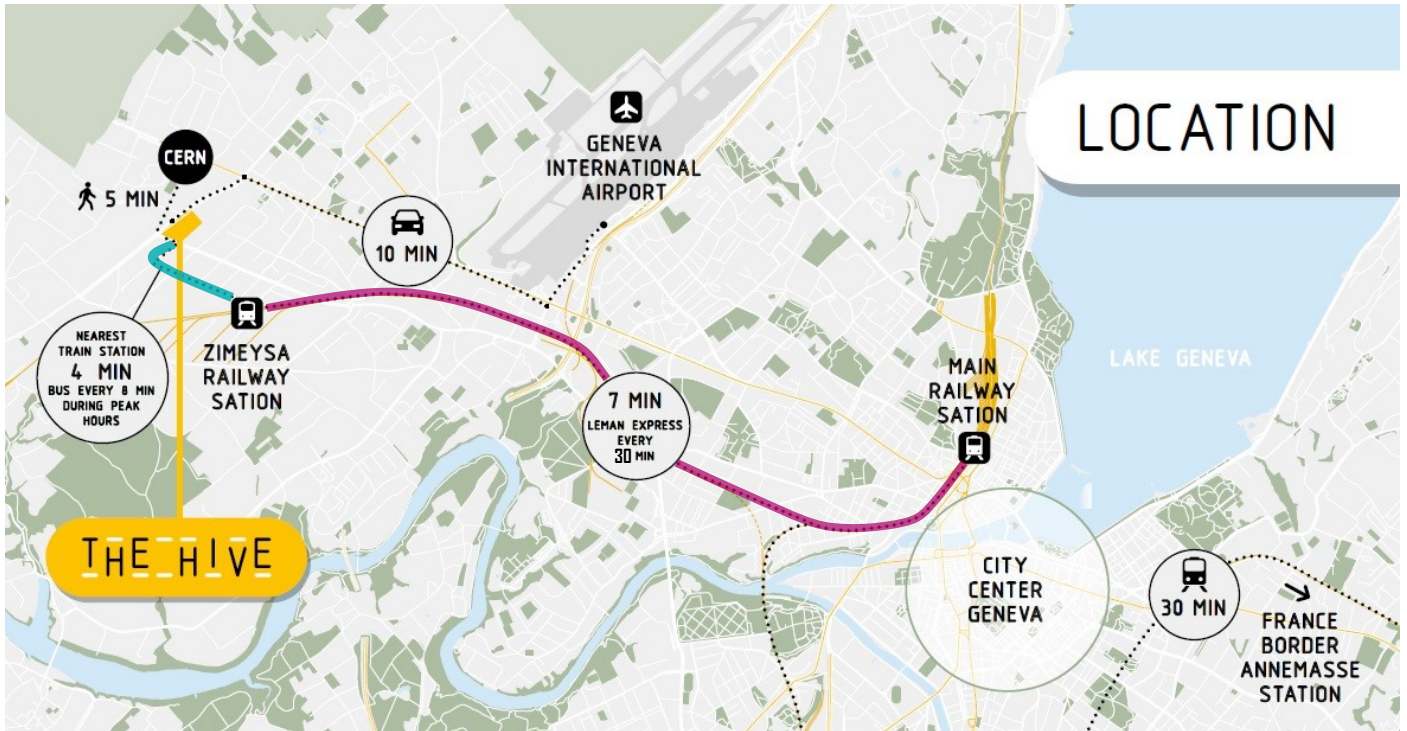 LOCATION
GENEVA
INTERNATIONAL
AIRPORT
CERN
5 MIN
10 MIN
NEAREST
TRAIN STATION
4 MIN
BUS EVERY 8 MIN
DURING PEAK
HOURS
ZIMEYSA
RAILWAY
SATION
7 MIN
LEMAN EXPRESS
EVERY
30 MIN
MAIN
RAILWAY
SATION
LAKE GENEVA
THE HIVE
CITY
CENTER
GENEVA
30 MIN
FRANCE
BORDER
ANNEMASSE
STATION